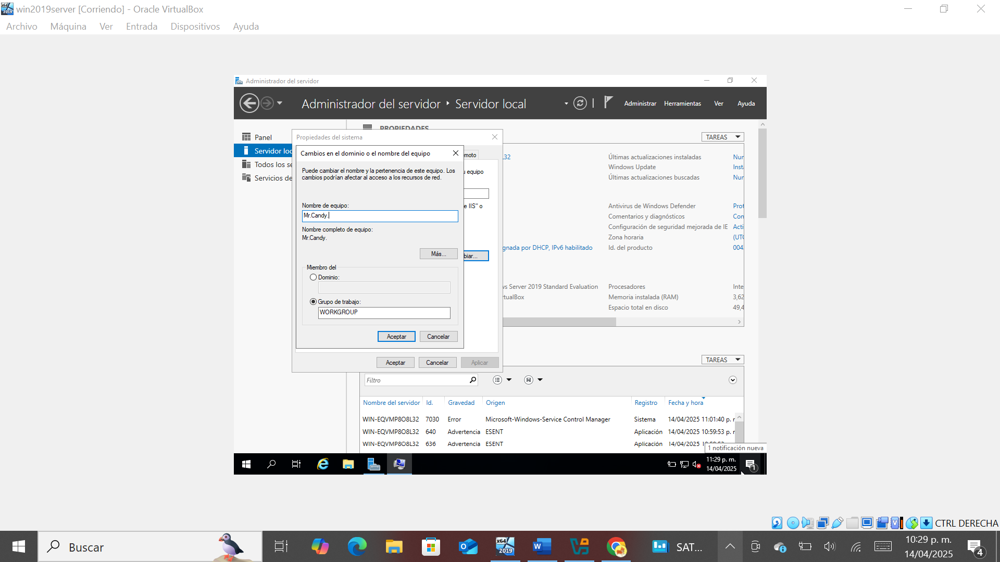 win2019server [Corriendo] - Oracle VirtualBox
Archivo Máquina Ver Entrada Dispositivos Ayuda
Administrador del servidor
Administrador del servidor Servidor local
Administrar Herramientas Ver Ayuda
Panel
Servidor loc
Todos los se
Servicios de
PROPIEDADES
TAREAS
Propiedades del sistema
emoto
u equipo
e IIS" o
biar...
Aceptar Cancelar Aplicar
Cambios en el dominio o el nombre del equipo
Puede cambiar el nombre y la pertenencia de este equipo. Los
cambios podrían afectar al acceso a los recursos de red.
Nombre de equipo:
Mr.Candy.
Nombre completo de equipo:
Mr.Candy.
Más...
Miembro del
Dominio:
Grupo de trabajo:
WORKGROUP
Aceptar Cancelar
L32
Últimas actualizaciones instaladas Nun
Windows Update Insta
Últimas actualizaciones buscadas Nun
Antivirus de Windows Defender Prot
Comentarios y diagnósticos Con
Configuración de seguridad mejorada de IE Acti
Zona horaria (UTC
gnada por DHCP, IPv6 habilitado Id. del producto 004
ws Server 2019 Standard Evaluation Procesadores Inte
rtualBox Memoria instalada (RAM) 3,62
Espacio total en disco 49,4
TAREAS
Filtro
Nombre del servidor Id. Gravedad Origen Registro Fecha y hora
WIN-EQVMP8O8L32 7030 Error Microsoft-Windows-Service Control Manager Sistema 14/04/2025 11:01:40 p. r
WIN-EQVMP8O8L32 640 Advertencia ESENT Aplicación 14/04/2025 10:59:53 p. r
WIN-EQVMP8O8L32 636 Advertencia ESENT Aplicación 14/04/2025
1 notificación nueva
11:29 p. m.
14/04/2025
1
CTRL DERECHA
Buscar
x64
2019
SAT...
10:29 p. m.
14/04/2025
4